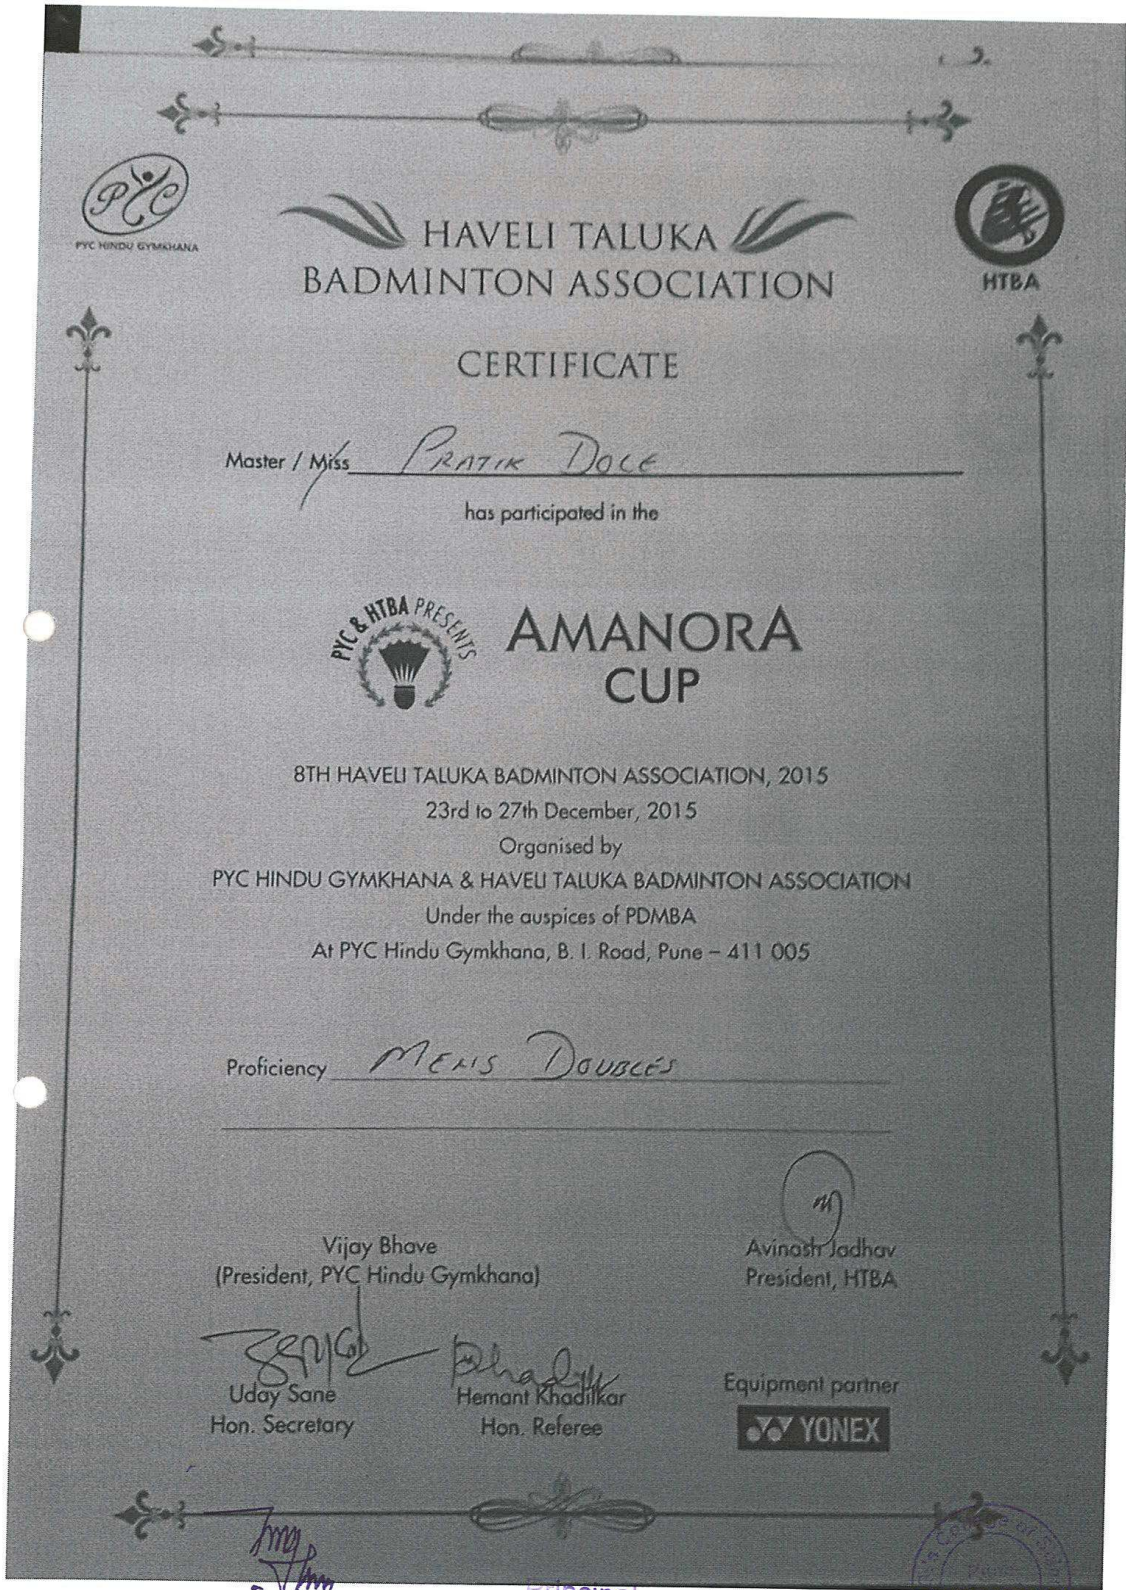 PYC
PYC HINDU GYMKHANA
HTBA
HAVELI TALUKA
BADMINTON ASSOCIATION
CERTIFICATE
Master / Miss PRATIK DOLE
has participated in the
PYC & HTBA PRESENTS
AMANORA
CUP
8TH HAVELI TALUKA BADMINTON ASSOCIATION, 2015
23rd to 27th December, 2015
Organised by
PYC HINDU GYMKHANA & HAVELI TALUKA BADMINTON ASSOCIATION
Under the auspices of PDMBA
At PYC Hindu Gymkhana, B. I. Road, Pune – 411 005
Proficiency MENS DOUBLES
Vijay Bhave
(President, PYC Hindu Gymkhana)
Avinash Jadhav
President, HTBA
Uday Sane
Hon. Secretary
Hemant Khadilkar
Hon. Referee
Equipment partner
YONEX
Principal